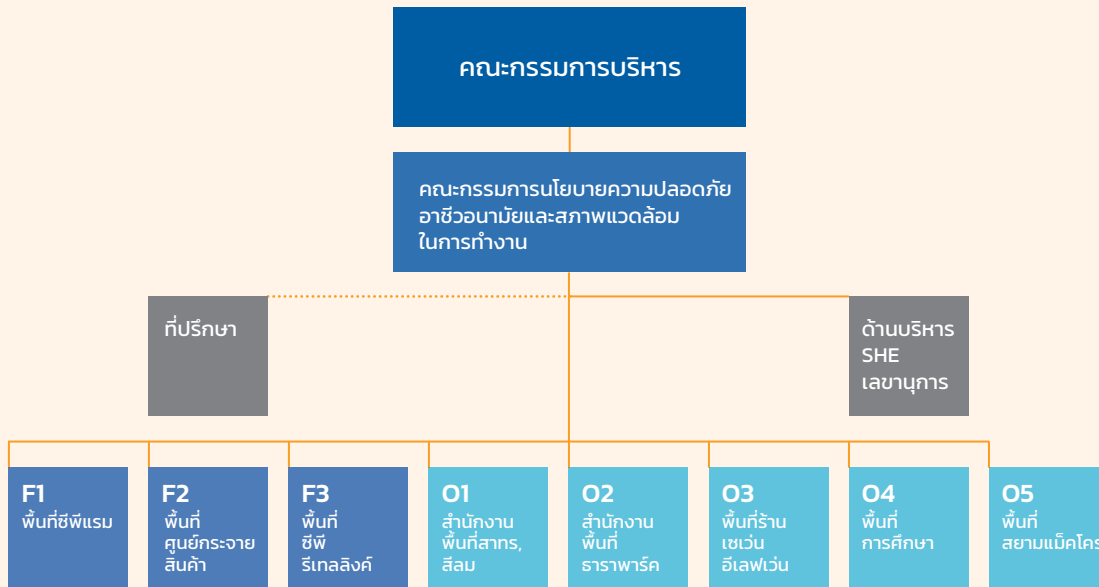 คณะกรรมการบริหาร
คณะกรรมการนโยบายความปลอดภัย
อาชีวอนามัยและสภาพแวดล้อม
ในการทำงาน
ที่ปรึกษา
ด้านบริหาร
SHE
เลขานุการ
F1
พื้นที่ซีพีแรม
F2
พื้นที่
ศูนย์กระจาย
สินค้า
F3
พื้นที่
ซีพี
รีเทลลิงค์
O1
สำนักงาน
พื้นที่สาทร,
สีลม
O2
สำนักงาน
พื้นที่
ธาราพาร์ค
O3
พื้นที่ร้าน
เซเว่น
อีเลฟเว่น
O4
พื้นที่
การศึกษา
O5
พื้นที่
สยามแม็คโคร